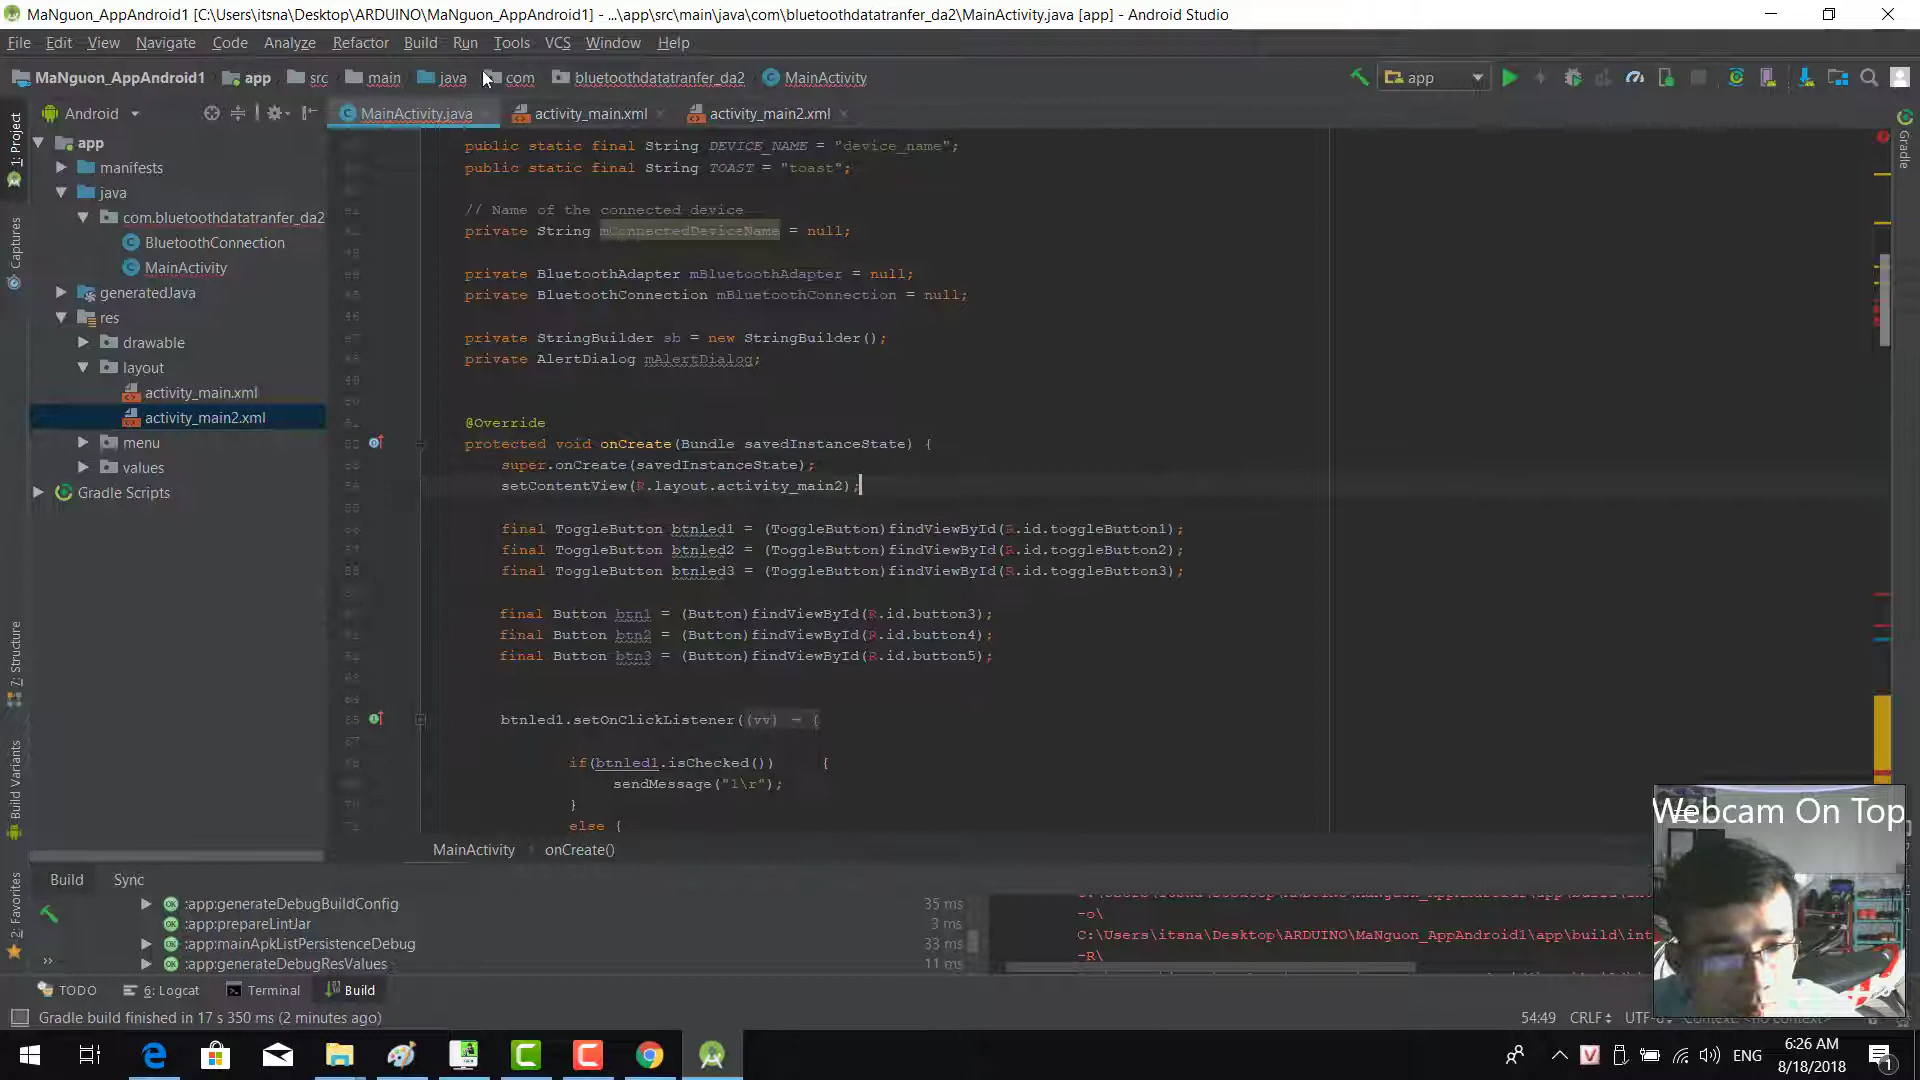 MaNguon_AppAndroid1 [C:\Users\itsna\Desktop\ARDUINO\MaNguon_AppAndroid1] - ...\app\src\main\java\com\bluetoothdatatranfer_da2\MainActivity.java [app] - Android Studio
File Edit View Navigate Code Analyze Refactor Build Run Tools VCS Window Help
MaNguon_AppAndroid1 app src main java com bluetoothdatatranfer_da2 MainActivity app
Android MainActivity.java activity_main.xml activity_main2.xml
1: Project
Captures
7: Structure
Build Variants
2: Favorites
Gradle
app
manifests
java
com.bluetoothdatatranfer_da2
BluetoothConnection
MainActivity
generatedJava
res
drawable
layout
activity_main.xml
activity_main2.xml
menu
values
Gradle Scripts
public static final String DEVICE_NAME = "device_name";
public static final String TOAST = "toast";
// Name of the connected device
private String mConnectedDeviceName = null;
private BluetoothAdapter mBluetoothAdapter = null;
private BluetoothConnection mBluetoothConnection = null;
private StringBuilder sb = new StringBuilder();
private AlertDialog mAlertDialog;
@Override
protected void onCreate(Bundle savedInstanceState) {
super.onCreate(savedInstanceState);
setContentView(R.layout.activity_main2);
final ToggleButton btnled1 = (ToggleButton)findViewById(R.id.toggleButton1);
final ToggleButton btnled2 = (ToggleButton)findViewById(R.id.toggleButton2);
final ToggleButton btnled3 = (ToggleButton)findViewById(R.id.toggleButton3);
final Button btn1 = (Button)findViewById(R.id.button3);
final Button btn2 = (Button)findViewById(R.id.button4);
final Button btn3 = (Button)findViewById(R.id.button5);
btnled1.setOnClickListener((vv) → {
if(btnled1.isChecked()) {
sendMessage("1\r");
}
else {
MainActivity onCreate()
Webcam On Top
Build Sync
:app:generateDebugBuildConfig 35 ms
:app:prepareLintJar 3 ms
:app:mainApkListPersistenceDebug 33 ms
:app:generateDebugResValues 11 ms
-o\
C:\Users\itsna\Desktop\ARDUINO\MaNguon_AppAndroid1\app\build\int
-R\
TODO 6: Logcat Terminal Build
Gradle build finished in 17 s 350 ms (2 minutes ago) 54:49 CRLF
ENG 6:26 AM
8/18/2018